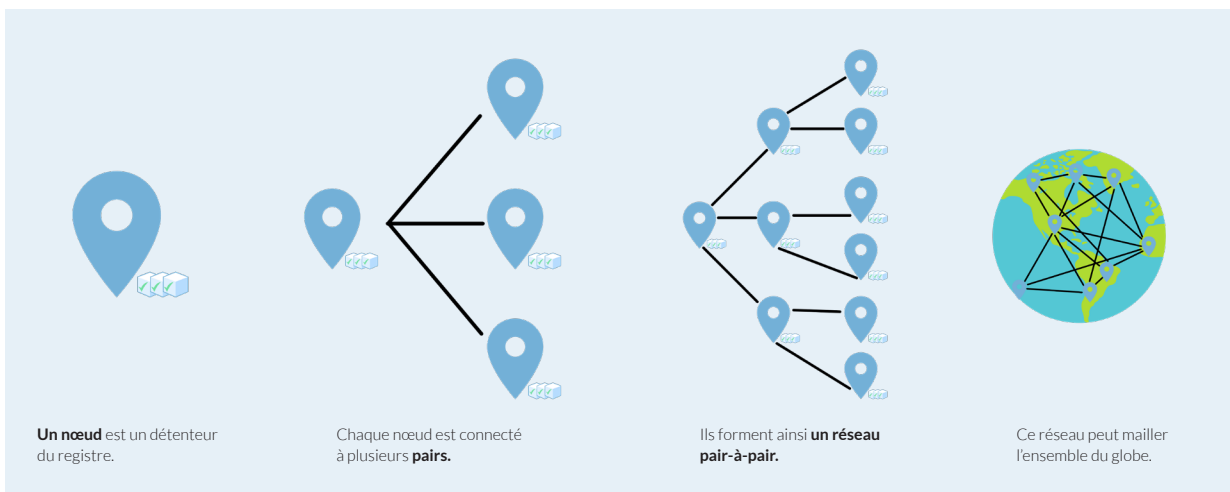 Un nœud est un détenteur
du registre.
Chaque nœud est connecté
à plusieurs pairs.
Ils forment ainsi un réseau
pair-à-pair.
Ce réseau peut mailler
l’ensemble du globe.